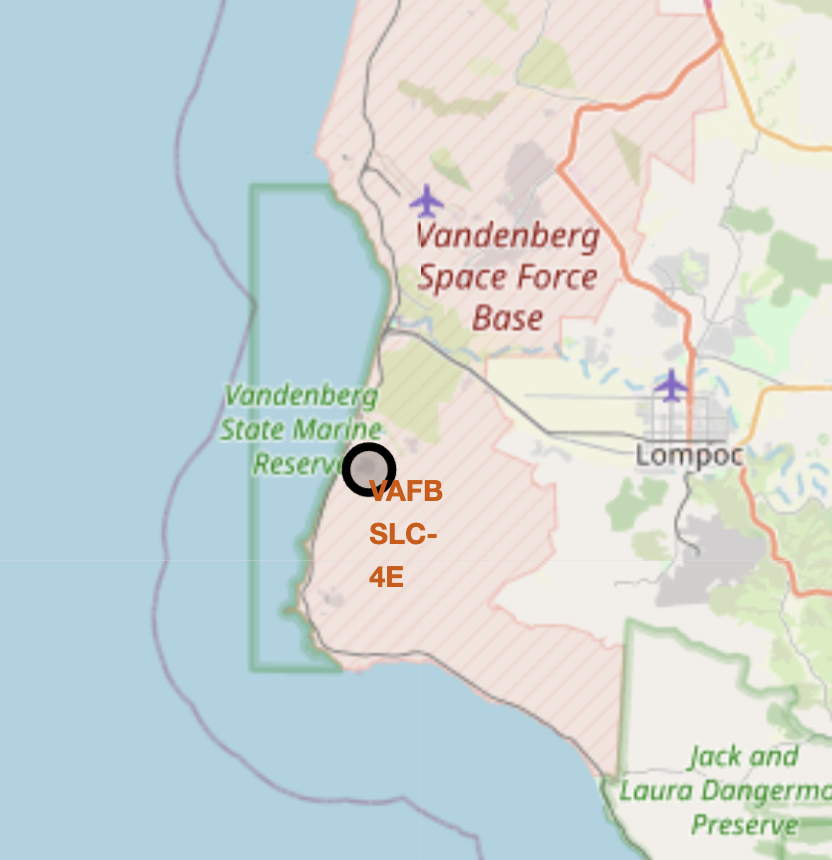 Vandenberg
Space Force
Base
Vandenberg
State Marine
Reserve
Lompoc
VAFB
SLC-
4E
Jack and
Laura Dangermo
Preserve